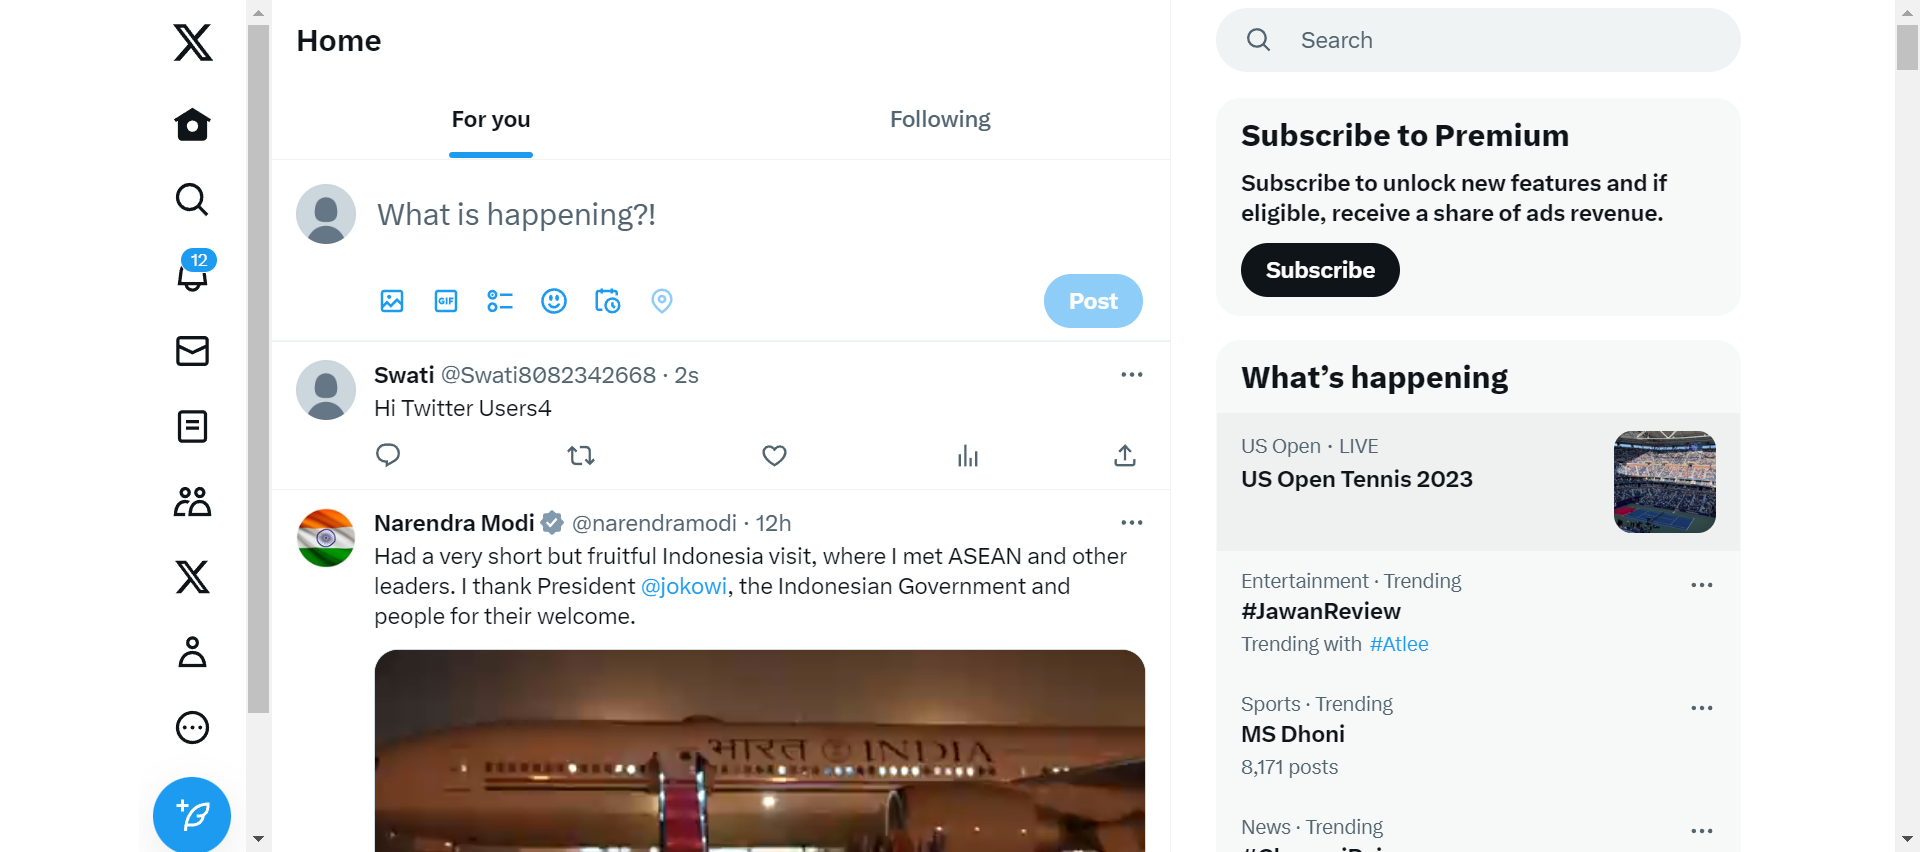 Home
For you
Following
12
What is happening?!
GIF
Post
Swati @Swati8082342668 · 2s
Hi Twitter Users4
Narendra Modi @narendramodi · 12h
Had a very short but fruitful Indonesia visit, where I met ASEAN and other
leaders. I thank President @jokowi, the Indonesian Government and
people for their welcome.
भारत INDIA
Search
Subscribe to Premium
Subscribe to unlock new features and if
eligible, receive a share of ads revenue.
Subscribe
What’s happening
US Open · LIVE
US Open Tennis 2023
Entertainment · Trending
#JawanReview
Trending with #Atlee
Sports · Trending
MS Dhoni
8,171 posts
News · Trending